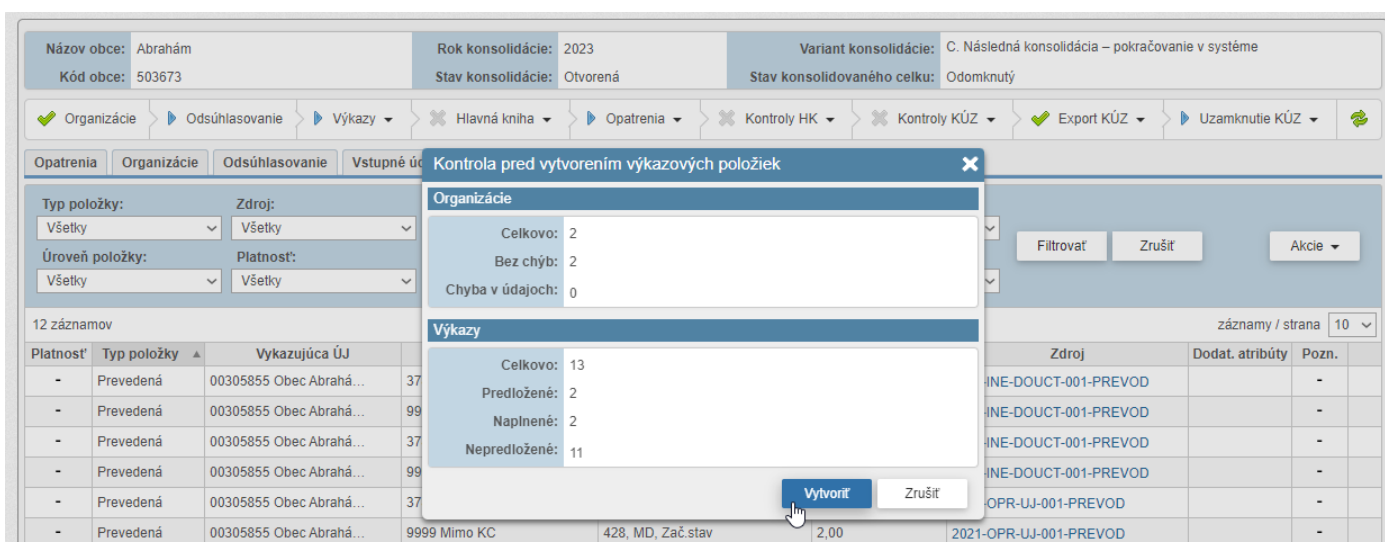 Názov obce: Abrahám Rok konsolidácie: 2023 Variant konsolidácie: C. Následná konsolidácia – pokračovanie v systéme
Kód obce: 503673 Stav konsolidácie: Otvorená Stav konsolidovaného celku: Odomknutý
Organizácie Odsúhlasovanie Výkazy Hlavná kniha Opatrenia Kontroly HK Kontroly KÚZ Export KÚZ Uzamknutie KÚZ
Opatrenia Organizácie Odsúhlasovanie Vstupné úd
Kontrola pred vytvorením výkazových položiek
Typ položky: Zdroj:
Všetky Všetky
Úroveň položky: Platnosť:
Všetky Všetky
Filtrovať Zrušiť Akcie
Organizácie
Celkovo: 2
Bez chýb: 2
Chyba v údajoch: 0
Výkazy
Celkovo: 13
Predložené: 2
Naplnené: 2
Nepredložené: 11
Vytvoriť Zrušiť
12 záznamov záznamy / strana 10
Platnosť Typ položky Vykazujúca ÚJ Zdroj Dodat. atribúty Pozn.
- Prevedená 00305855 Obec Abrahá... 37 -INE-DOUCT-001-PREVOD -
- Prevedená 00305855 Obec Abrahá... 99 -INE-DOUCT-001-PREVOD -
- Prevedená 00305855 Obec Abrahá... 37 -INE-DOUCT-001-PREVOD -
- Prevedená 00305855 Obec Abrahá... 99 -INE-DOUCT-001-PREVOD -
- Prevedená 00305855 Obec Abrahá... 37 -OPR-UJ-001-PREVOD -
- Prevedená 00305855 Obec Abrahá... 9999 Mimo KC 428, MD, Zač.stav 2,00 2021-OPR-UJ-001-PREVOD -